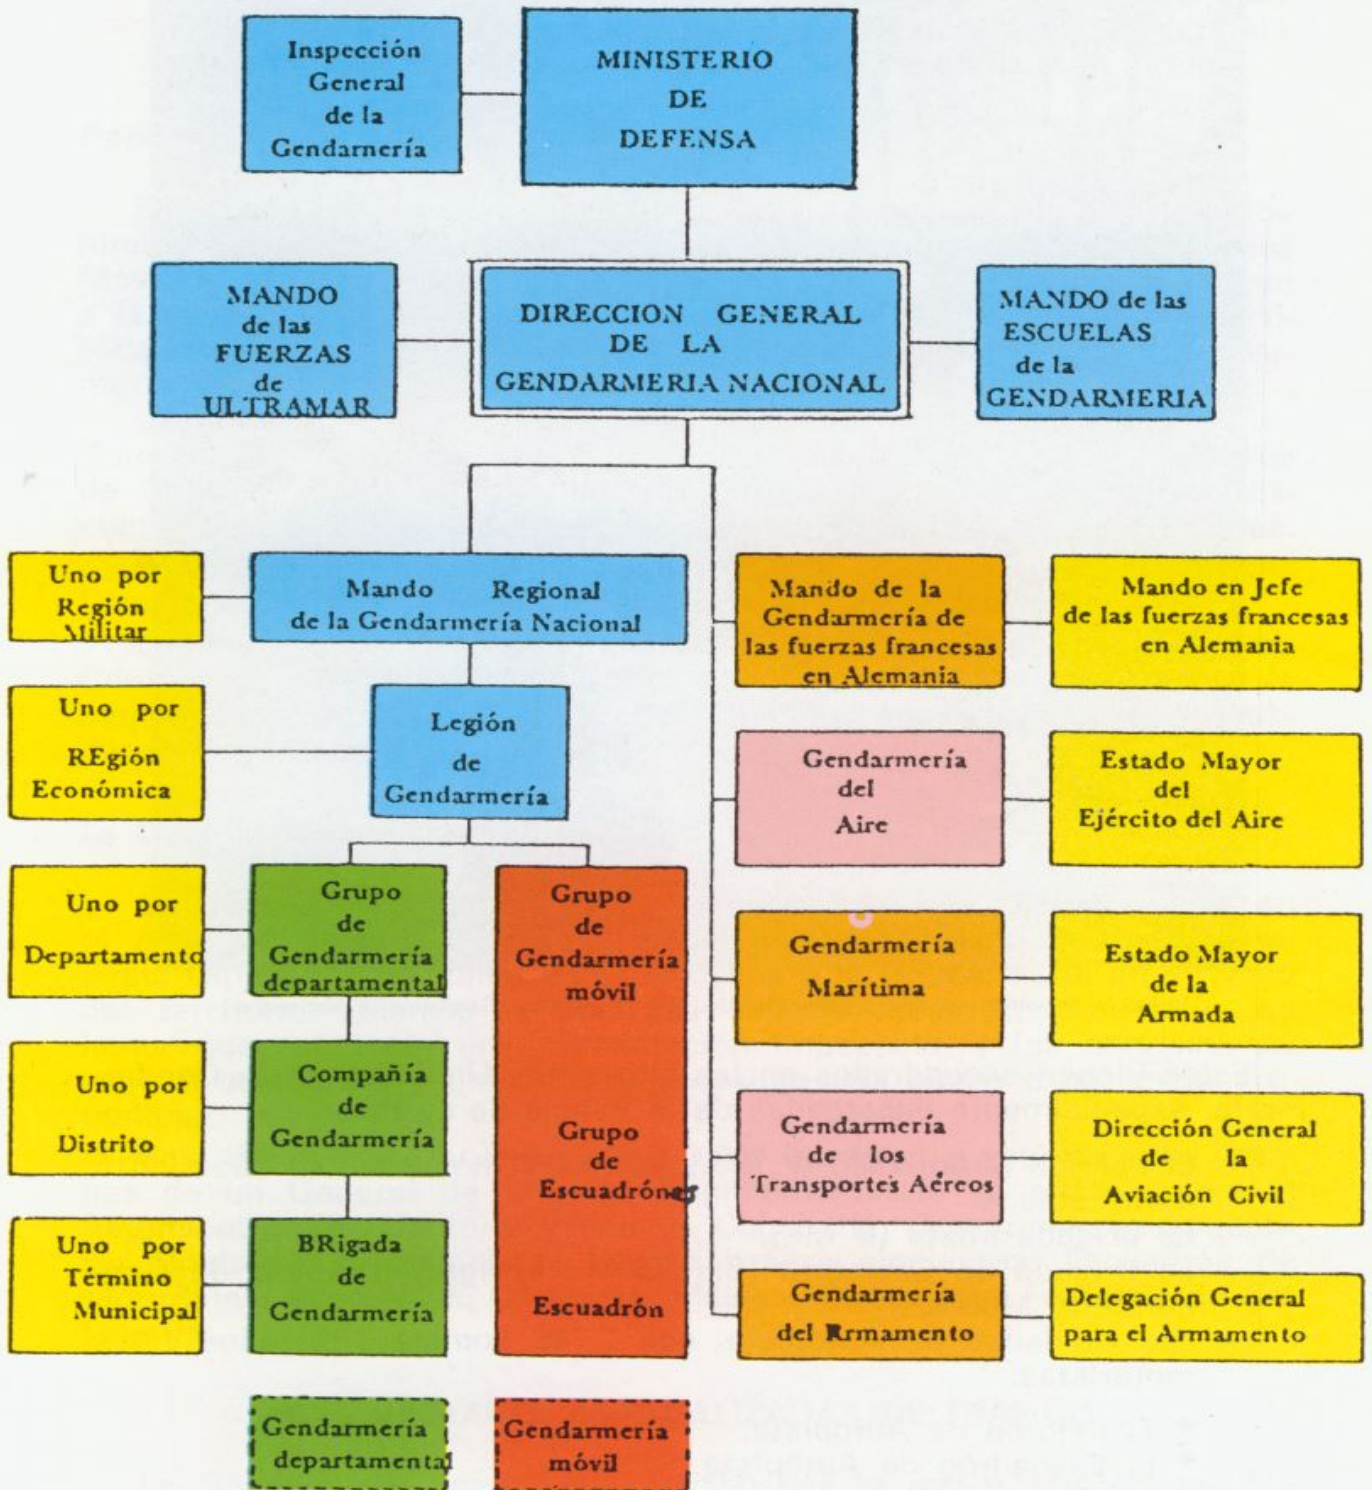 Inspección
General
de la
Gendarnería
MINISTERIO
DE
DEFENSA
MANDO
de las
FUERZAS
de
ULTRAMAR
DIRECCION GENERAL
DE LA
GENDARMERIA NACIONAL
MANDO de las
ESCUELAS
de la
GENDARMERIA
Uno por
Región
Militar
Mando Regional
de la Gendarmería Nacional
Mando de la
Gendarmería de
las fuerzas francesas
en Alemania
Mando en Jefe
de las fuerzas francesas
en Alemania
Uno por
REgión
Económica
Legión
de
Gendarmería
Gendarmería
del
Aire
Estado Mayor
del
Ejército del Aire
Uno por
Departamento
Grupo
de
Gendarmería
departamental
Grupo
de
Gendarmería
móvil
Grupo
de
Escuadrón
Escuadrón
Gendarmería
Marítima
Estado Mayor
de la
Armada
Uno por
Distrito
Compañía
de
Gendarmería
Gendarmería
de los
Transportes Aéreos
Dirección General
de la
Aviación Civil
Uno por
Término
Municipal
BRigada
de
Gendarmería
Gendarmería
del Rrmamento
Delegación General
para el Armamento
Gendarmería
departamental
Gendarmería
móvil